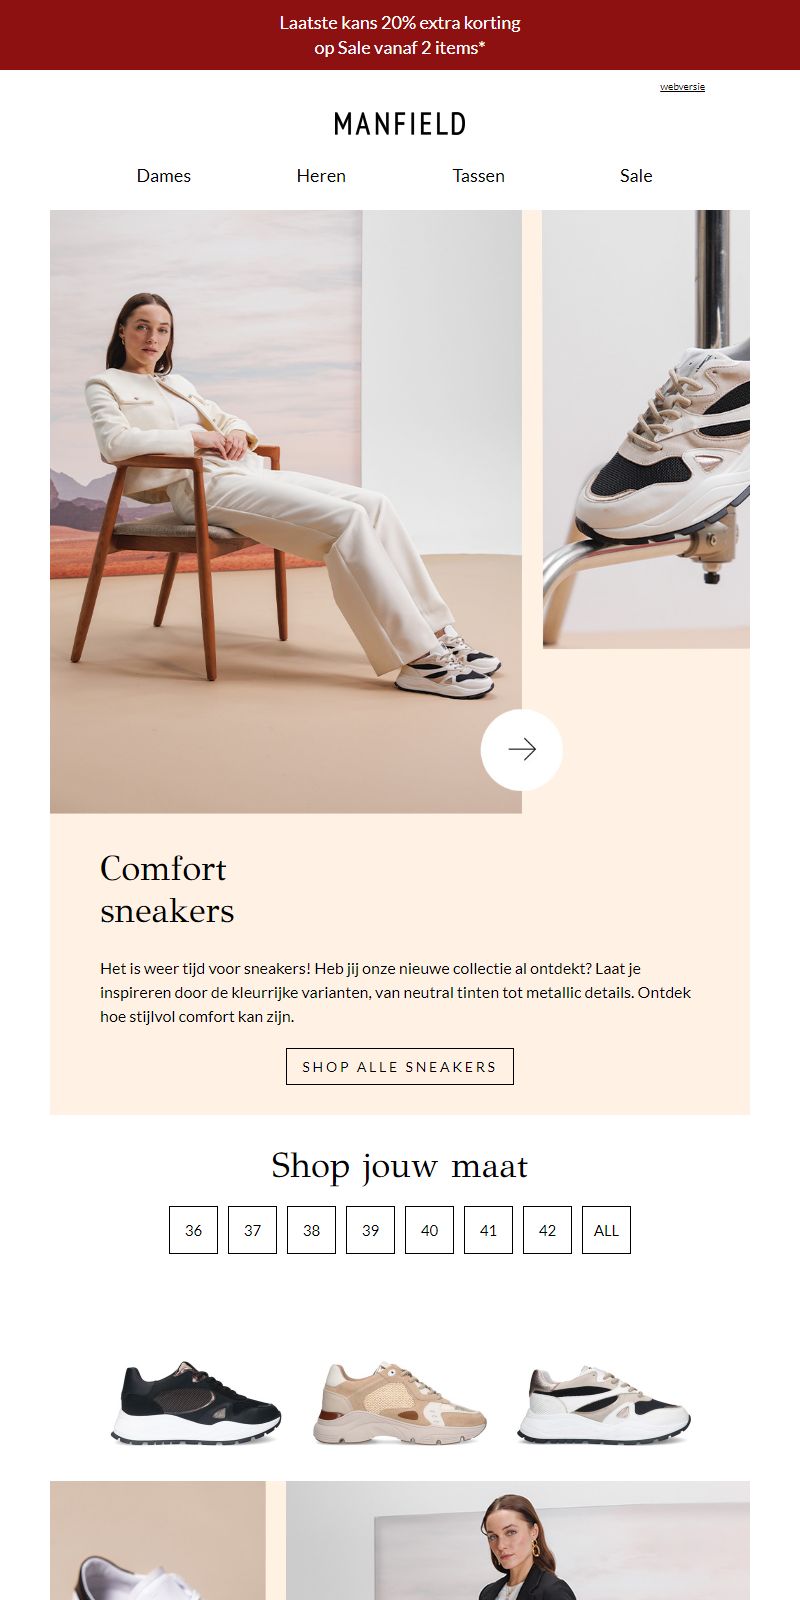 Laatste kans 20% extra korting
op Sale vanaf 2 items*
webversie
MANFIELD
Dames Heren Tassen Sale
Comfort
sneakers
Het is weer tijd voor sneakers! Heb jij onze nieuwe collectie al ontdekt? Laat je
inspireren door de kleurrijke varianten, van neutral tinten tot metallic details. Ontdek
hoe stijlvol comfort kan zijn.
SHOP ALLE SNEAKERS
Shop jouw maat
36 37 38 39 40 41 42 ALL